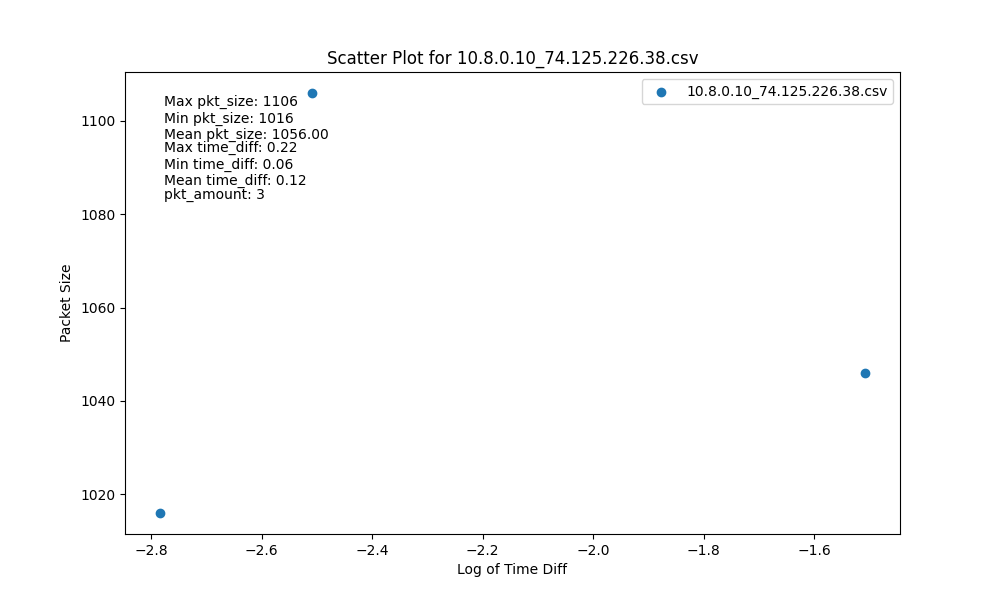 Scatter Plot for 10.8.0.10_74.125.226.38.csv
10.8.0.10_74.125.226.38.csv
Max pkt_size: 1106
Min pkt_size: 1016
Mean pkt_size: 1056.00
Max time_diff: 0.22
Min time_diff: 0.06
Mean time_diff: 0.12
pkt_amount: 3
Packet Size
1100
1080
1060
1040
1020
−2.8
−2.6
−2.4
−2.2
−2.0
−1.8
−1.6
Log of Time Diff